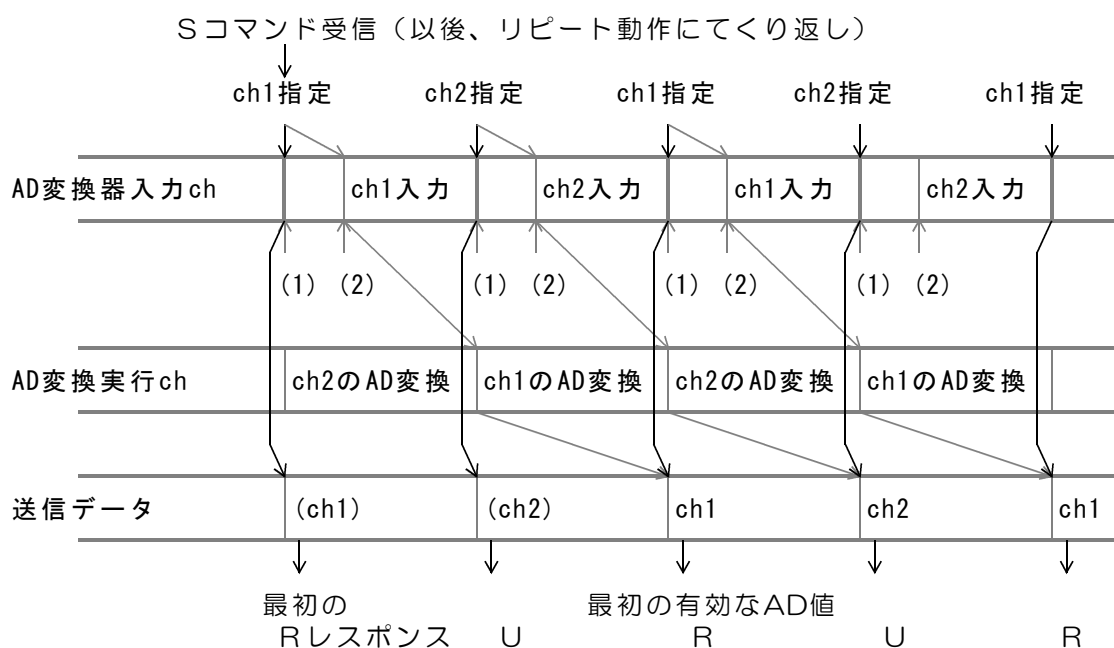 Sコマンド受信（以後、リピート動作にてくり返し）
ch1指定 ch2指定 ch1指定 ch2指定 ch1指定
AD変換器入力ch ch1入力 ch2入力 ch1入力 ch2入力
(1) (2) (1) (2) (1) (2) (1) (2)
AD変換実行ch ch2のAD変換 ch1のAD変換 ch2のAD変換 ch1のAD変換
送信データ (ch1) (ch2) ch1 ch2 ch1
最初の 最初の有効なAD値
Rレスポンス U R U R